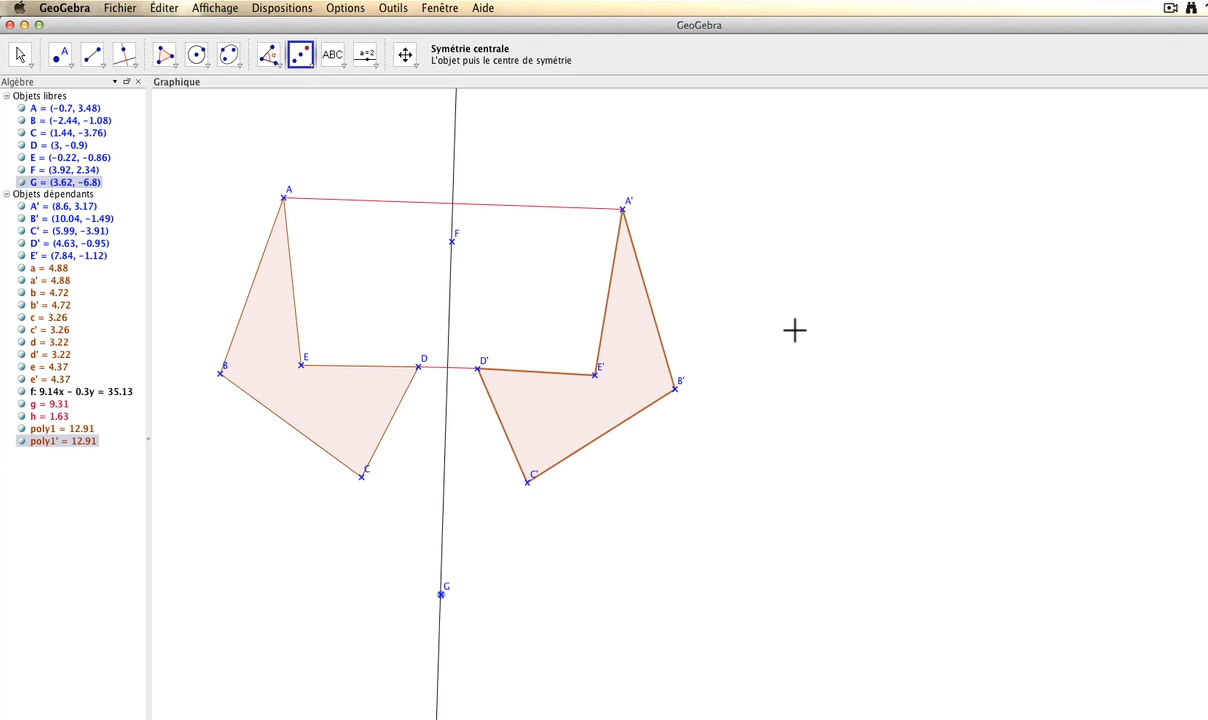 GeoGebra Fichier Éditer Affichage Dispositions Options Outils Fenêtre Aide
GeoGebra
A
α
ABC
a=2
Symétrie centrale
L'objet puis le centre de symétrie
Algèbre
Graphique
Objets libres
A = (-0.7, 3.48)
B = (-2.44, -1.08)
C = (1.44, -3.76)
D = (3, -0.9)
E = (-0.22, -0.86)
F = (3.92, 2.34)
G = (3.62, -6.8)
Objets dépendants
A' = (8.6, 3.17)
B' = (10.04, -1.49)
C' = (5.99, -3.91)
D' = (4.63, -0.95)
E' = (7.84, -1.12)
a = 4.88
a' = 4.88
b = 4.72
b' = 4.72
c = 3.26
c' = 3.26
d = 3.22
d' = 3.22
e = 4.37
e' = 4.37
f: 9.14x - 0.3y = 35.13
g = 9.31
h = 1.63
poly1 = 12.91
poly1' = 12.91
A
A'
F
E
D
D'
B
E'
B'
C
C'
G